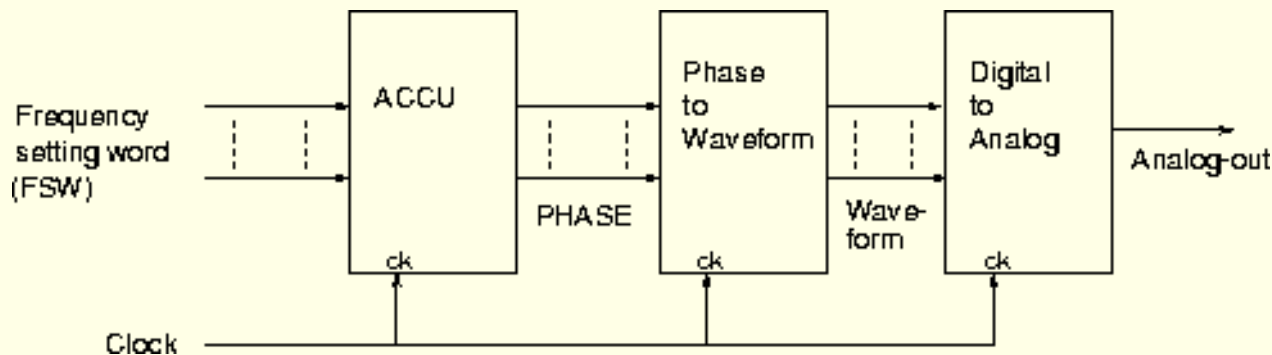 Frequency
setting word
(FSW)
ACCU
PHASE
Phase
to
Waveform
Wave-
form
Digital
to
Analog
Analog-out
ck
ck
ck
Clock